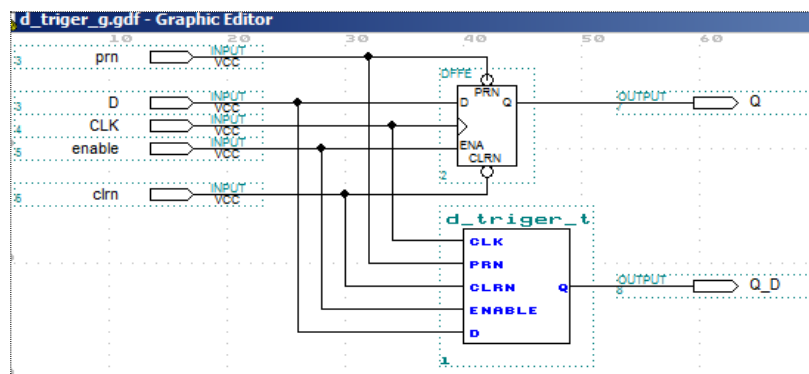 d_triger_g.gdf - Graphic Editor
10 20 30 40 50 60
3 prn INPUT VCC
DFFE
PRN
3 D INPUT VCC D Q OUTPUT 7 Q
4 CLK INPUT VCC
5 enable INPUT VCC ENA
CLRN
2
6 clrn INPUT VCC
d_triger_t
CLK
PRN
CLRN Q OUTPUT 8 Q_D
ENABLE
D
1